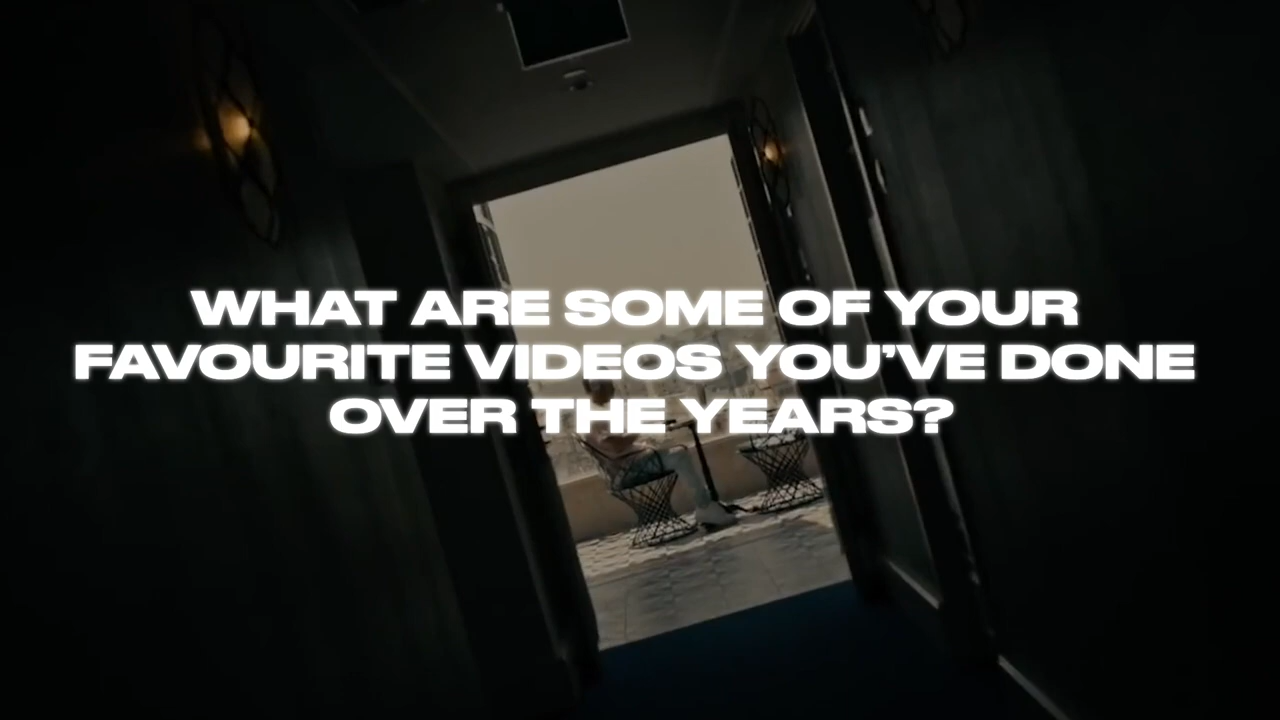 WHAT ARE SOME OF YOUR
FAVOURITE VIDEOS YOU’VE DONE
OVER THE YEARS?